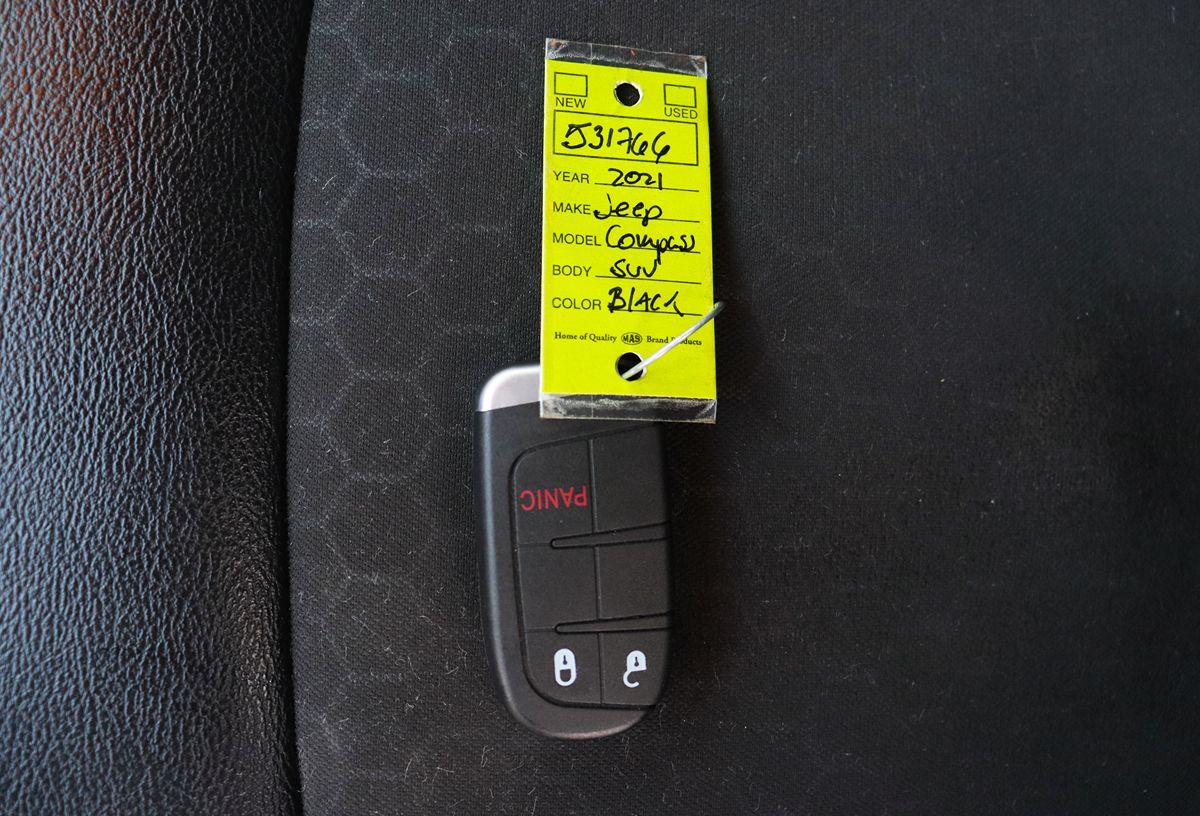 NEW USED
531766
YEAR 2021
MAKE Jeep
MODEL Compass
BODY SUV
COLOR BLACK
Home of Quality MAS Brand Products
PANIC